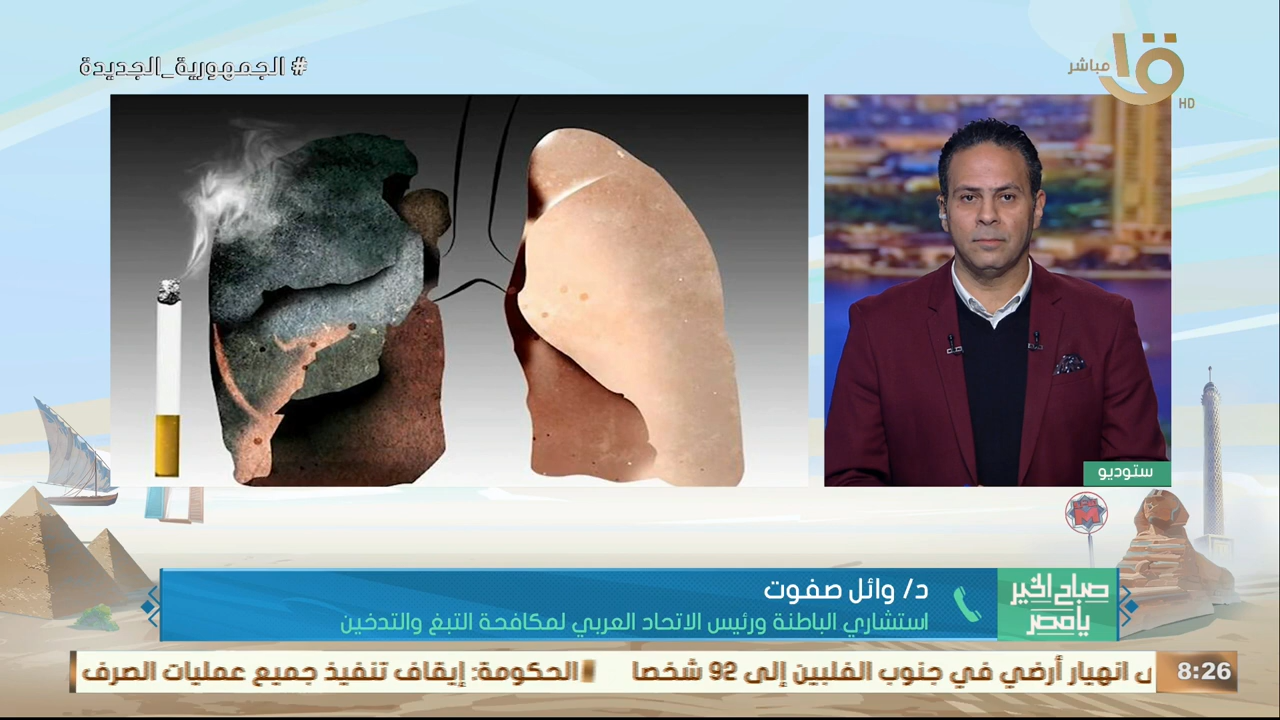 # الجمهورية_الجديدة
مباشر
HD
ستوديو
صباح الخير
يا مصر
د/ وائل صفوت
استشاري الباطنة ورئيس الاتحاد العربي لمكافحة التبغ والتدخين
8:26
انهيار أرضي في جنوب الفلبين إلى 92 شخصا
الحكومة: إيقاف تنفيذ جميع عمليات الصرف